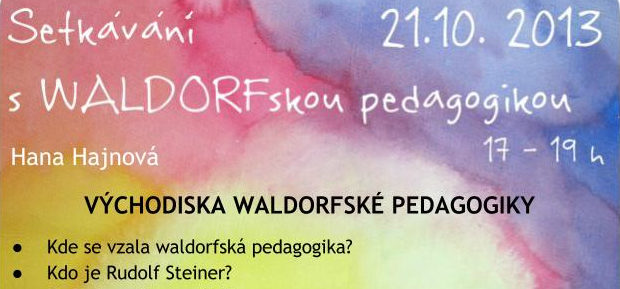 Setkávání 21.10. 2013
s WALDORFskou pedagogikou
Hana Hajnová 17 - 19 h
VÝCHODISKA WALDORFSKÉ PEDAGOGIKY
● Kde se vzala waldorfská pedagogika?
● Kdo je Rudolf Steiner?